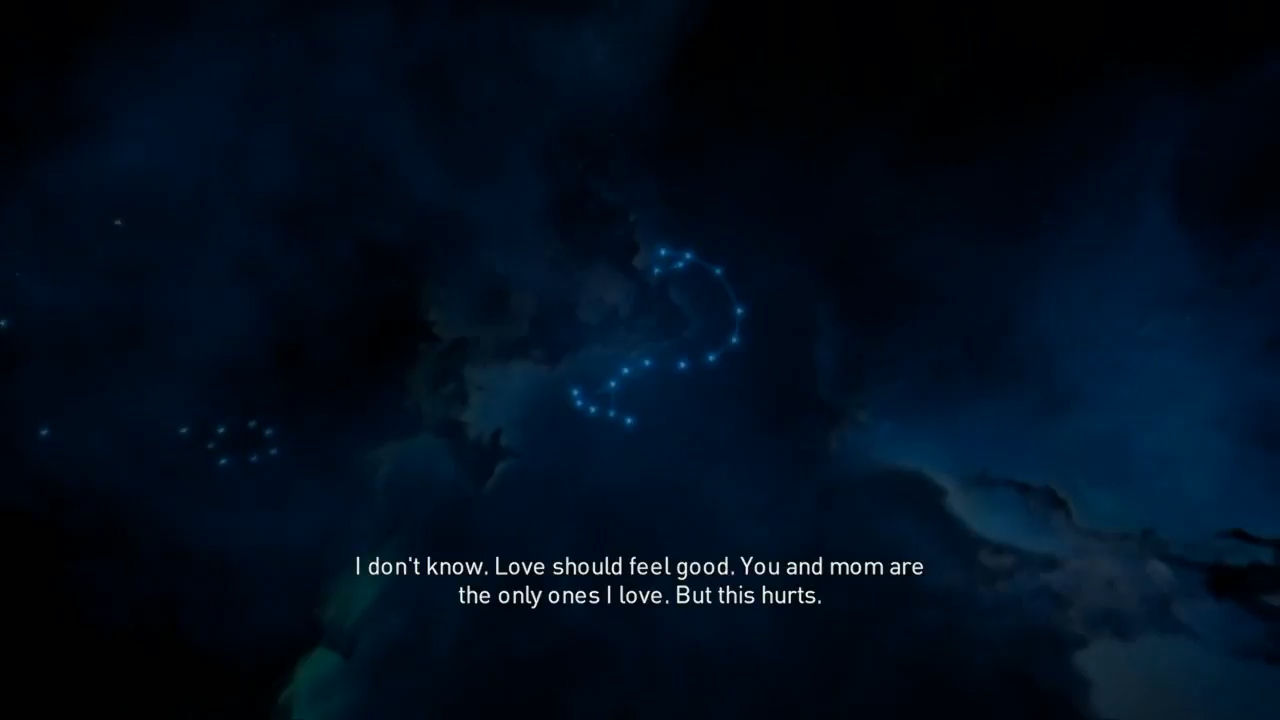 I don't know. Love should feel good. You and mom are
the only ones I love. But this hurts.